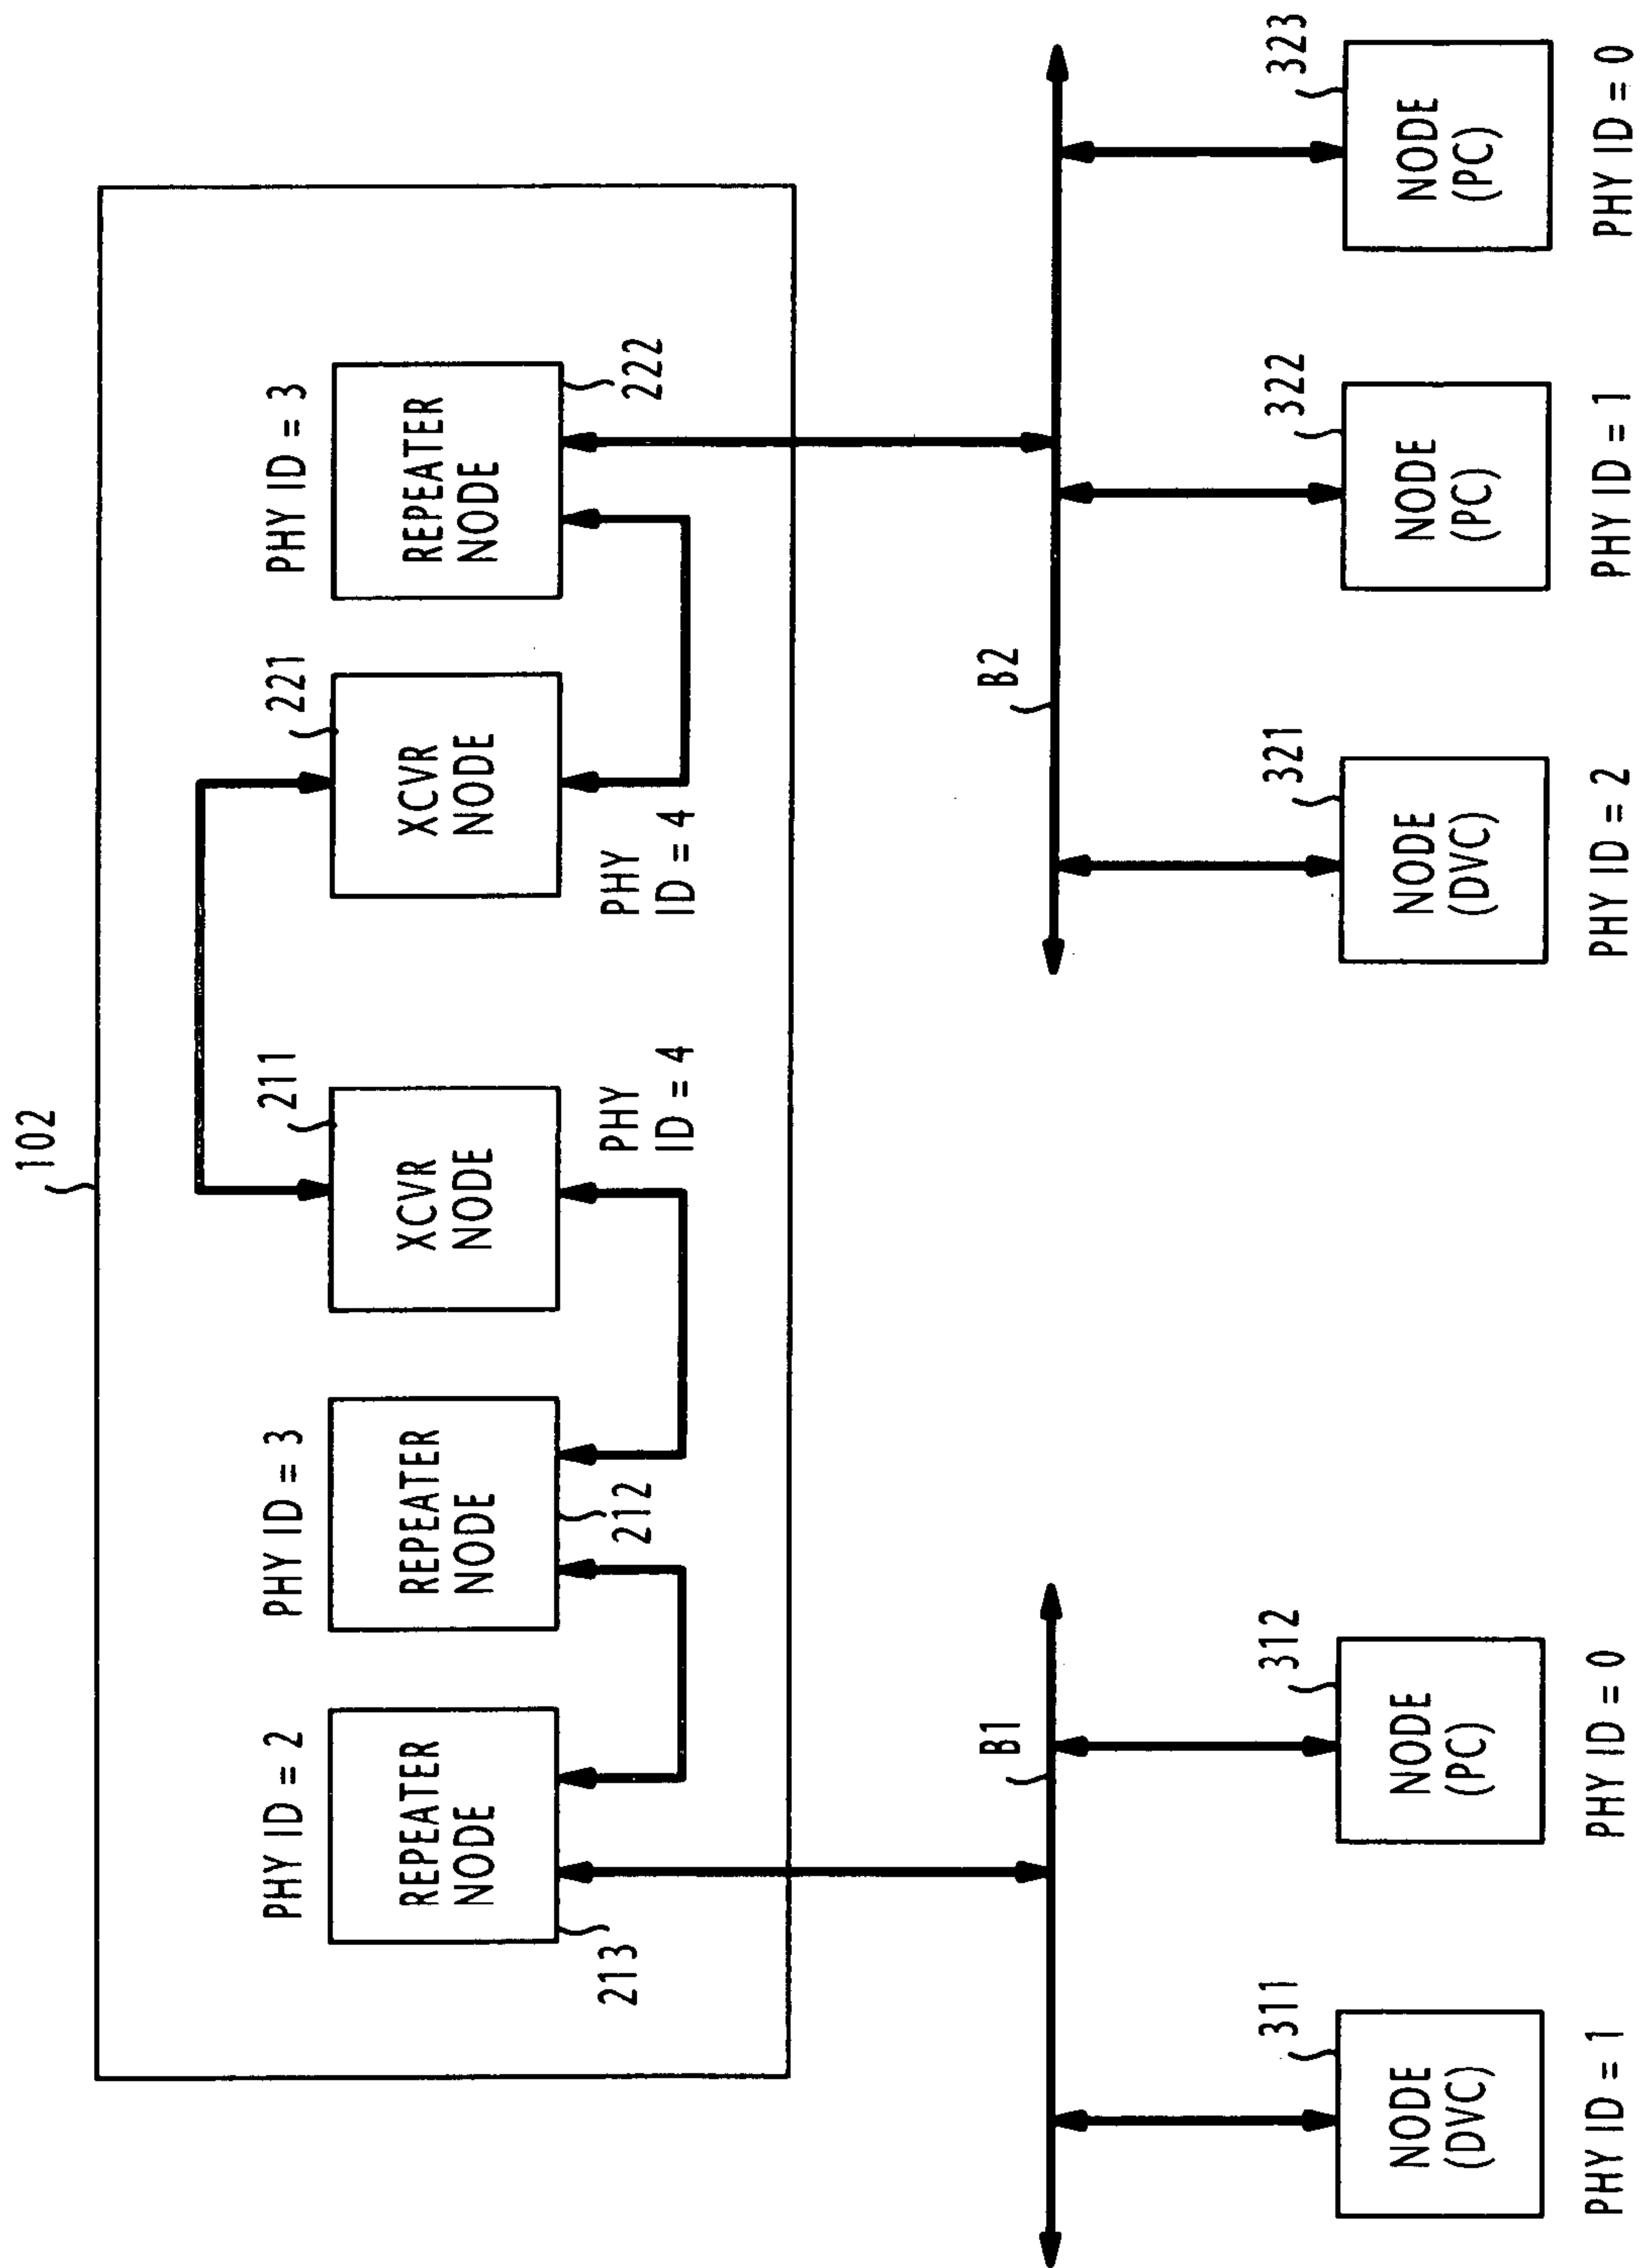 102
211
221
PHY ID = 2
PHY ID = 3
PHY ID = 3
REPEATER
NODE
REPEATER
NODE
XCVR
NODE
XCVR
NODE
REPEATER
NODE
213
212
PHY
ID = 4
PHY
ID = 4
222
B1
B2
311
312
321
322
323
NODE
(DVC)
NODE
(PC)
NODE
(DVC)
NODE
(PC)
NODE
(PC)
PHY ID = 1
PHY ID = 0
PHY ID = 2
PHY ID = 1
PHY ID = 0